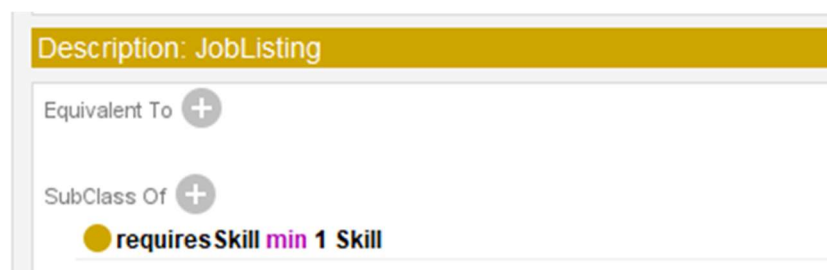 Description: JobListing
Equivalent To
SubClass Of
requiresSkill min 1 Skill